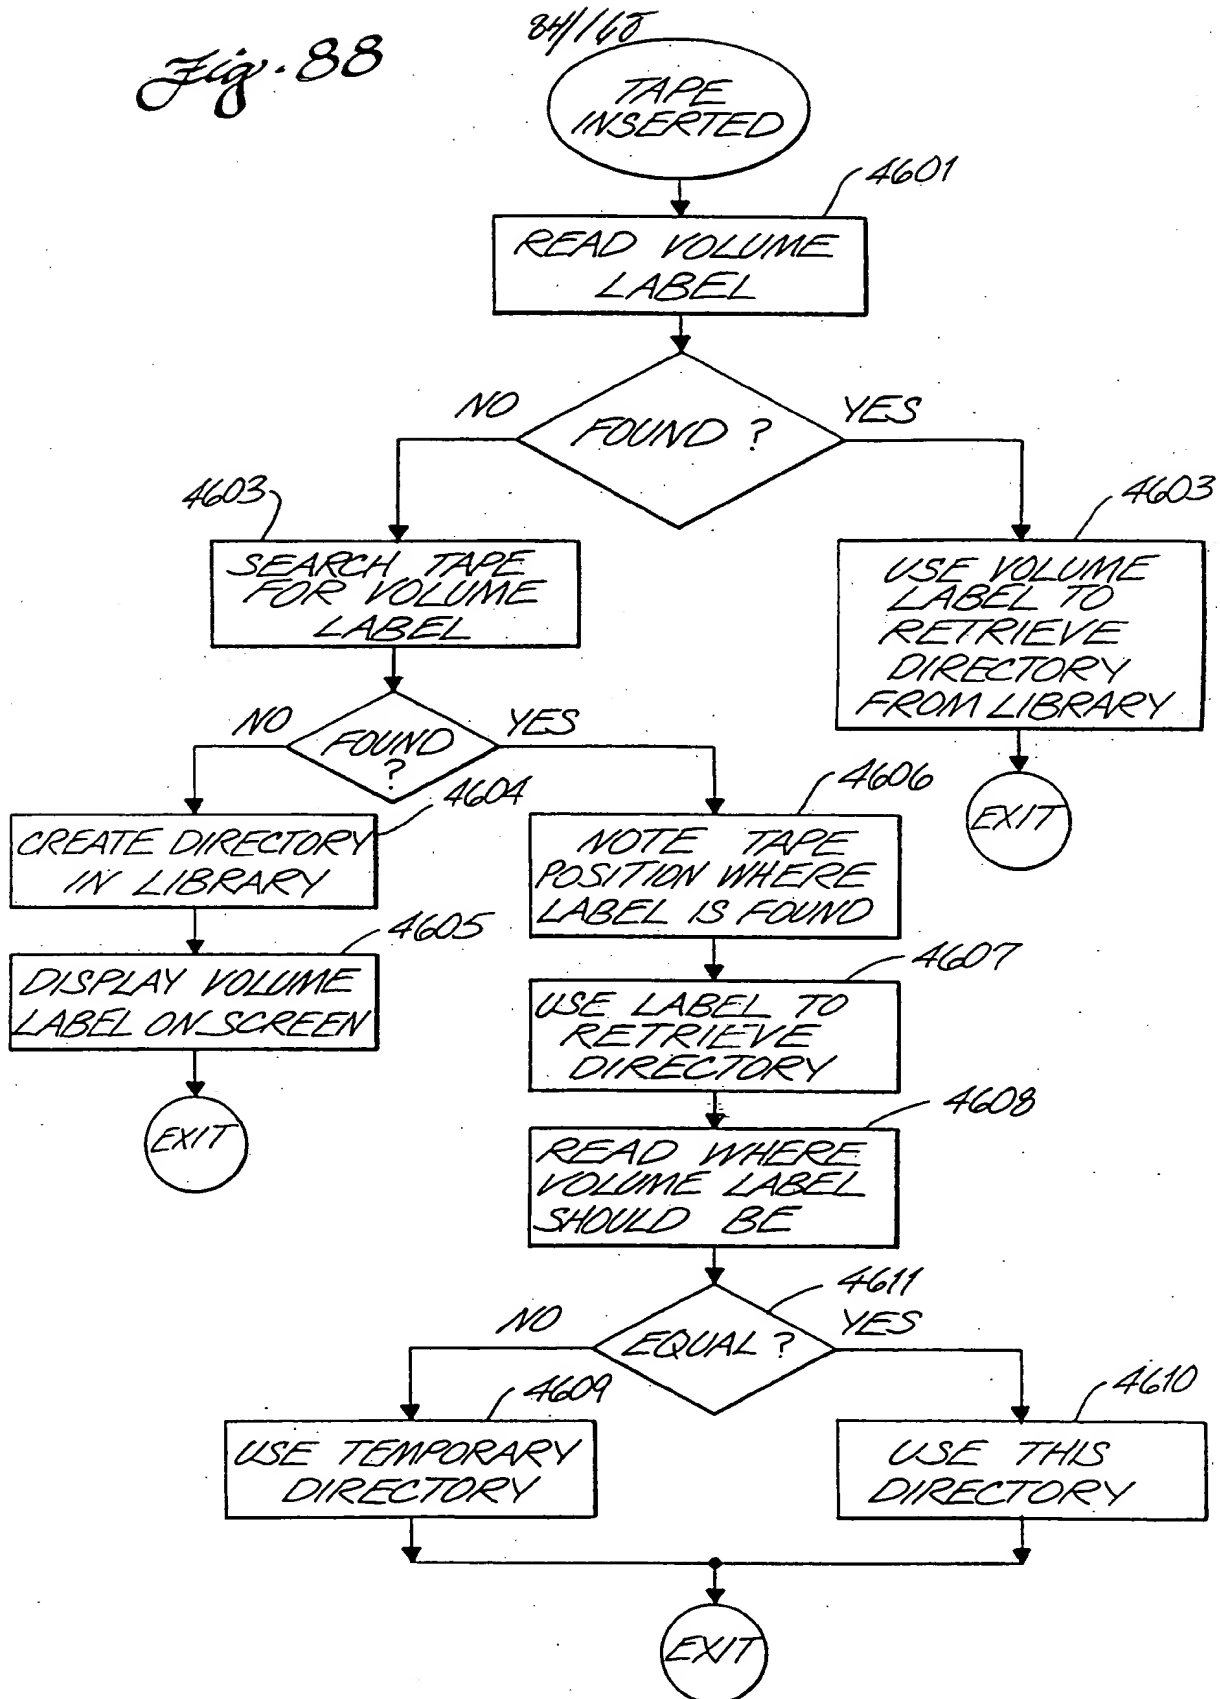 Fig. 88
84/168
TAPE
INSERTED
4601
READ VOLUME
LABEL
NO
FOUND ?
YES
4603
SEARCH TAPE
FOR VOLUME
LABEL
4603
USE VOLUME
LABEL TO
RETRIEVE
DIRECTORY
FROM LIBRARY
EXIT
NO
FOUND
?
YES
4604
CREATE DIRECTORY
IN LIBRARY
4605
DISPLAY VOLUME
LABEL ON SCREEN
EXIT
4606
NOTE TAPE
POSITION WHERE
LABEL IS FOUND
4607
USE LABEL TO
RETRIEVE
DIRECTORY
4608
READ WHERE
VOLUME LABEL
SHOULD BE
4611
NO
EQUAL ?
YES
4609
USE TEMPORARY
DIRECTORY
4610
USE THIS
DIRECTORY
EXIT